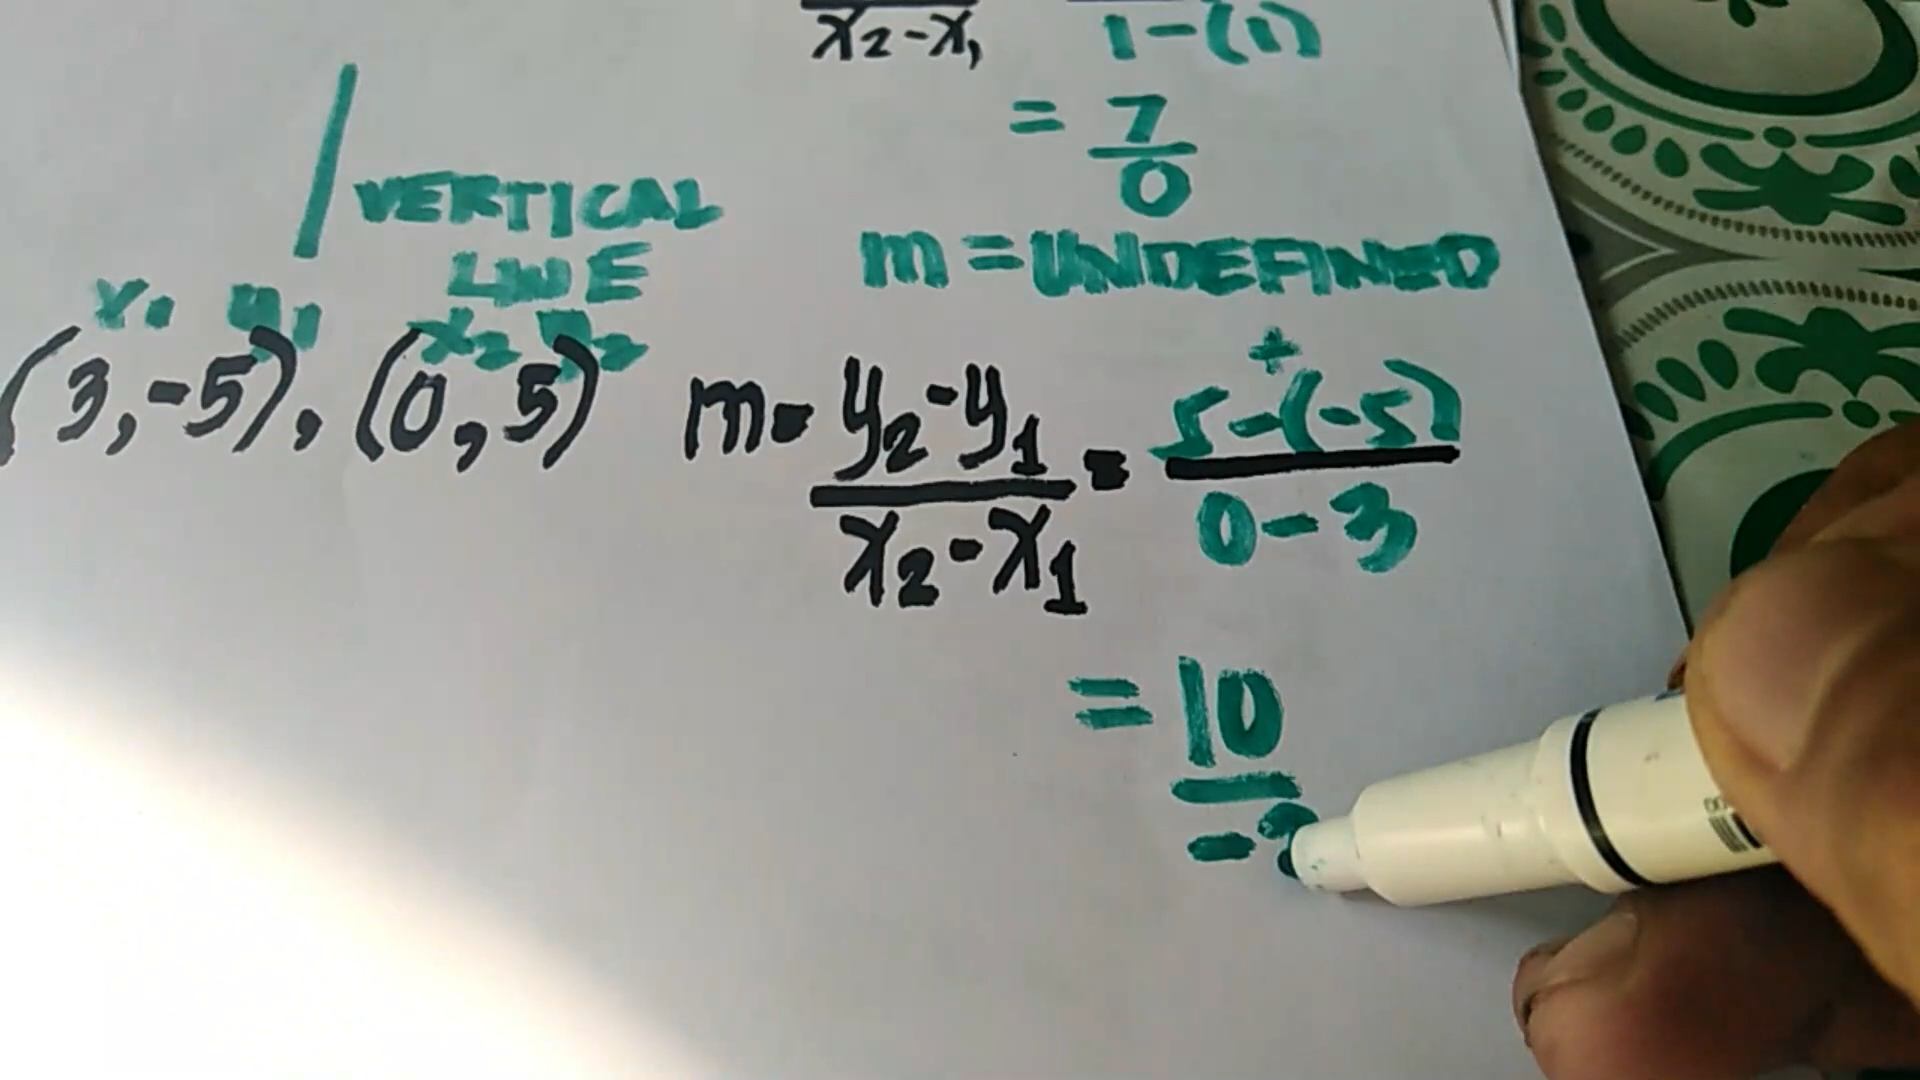 x2-x1 1-(1)
= 7/0
VERTICAL
LINE
m = UNDEFINED
x1 y1 x2 y2 +
(3,-5), (0,5) m = y2-y1/x2-x1 = 5-(-5)/0-3
= 10/-3